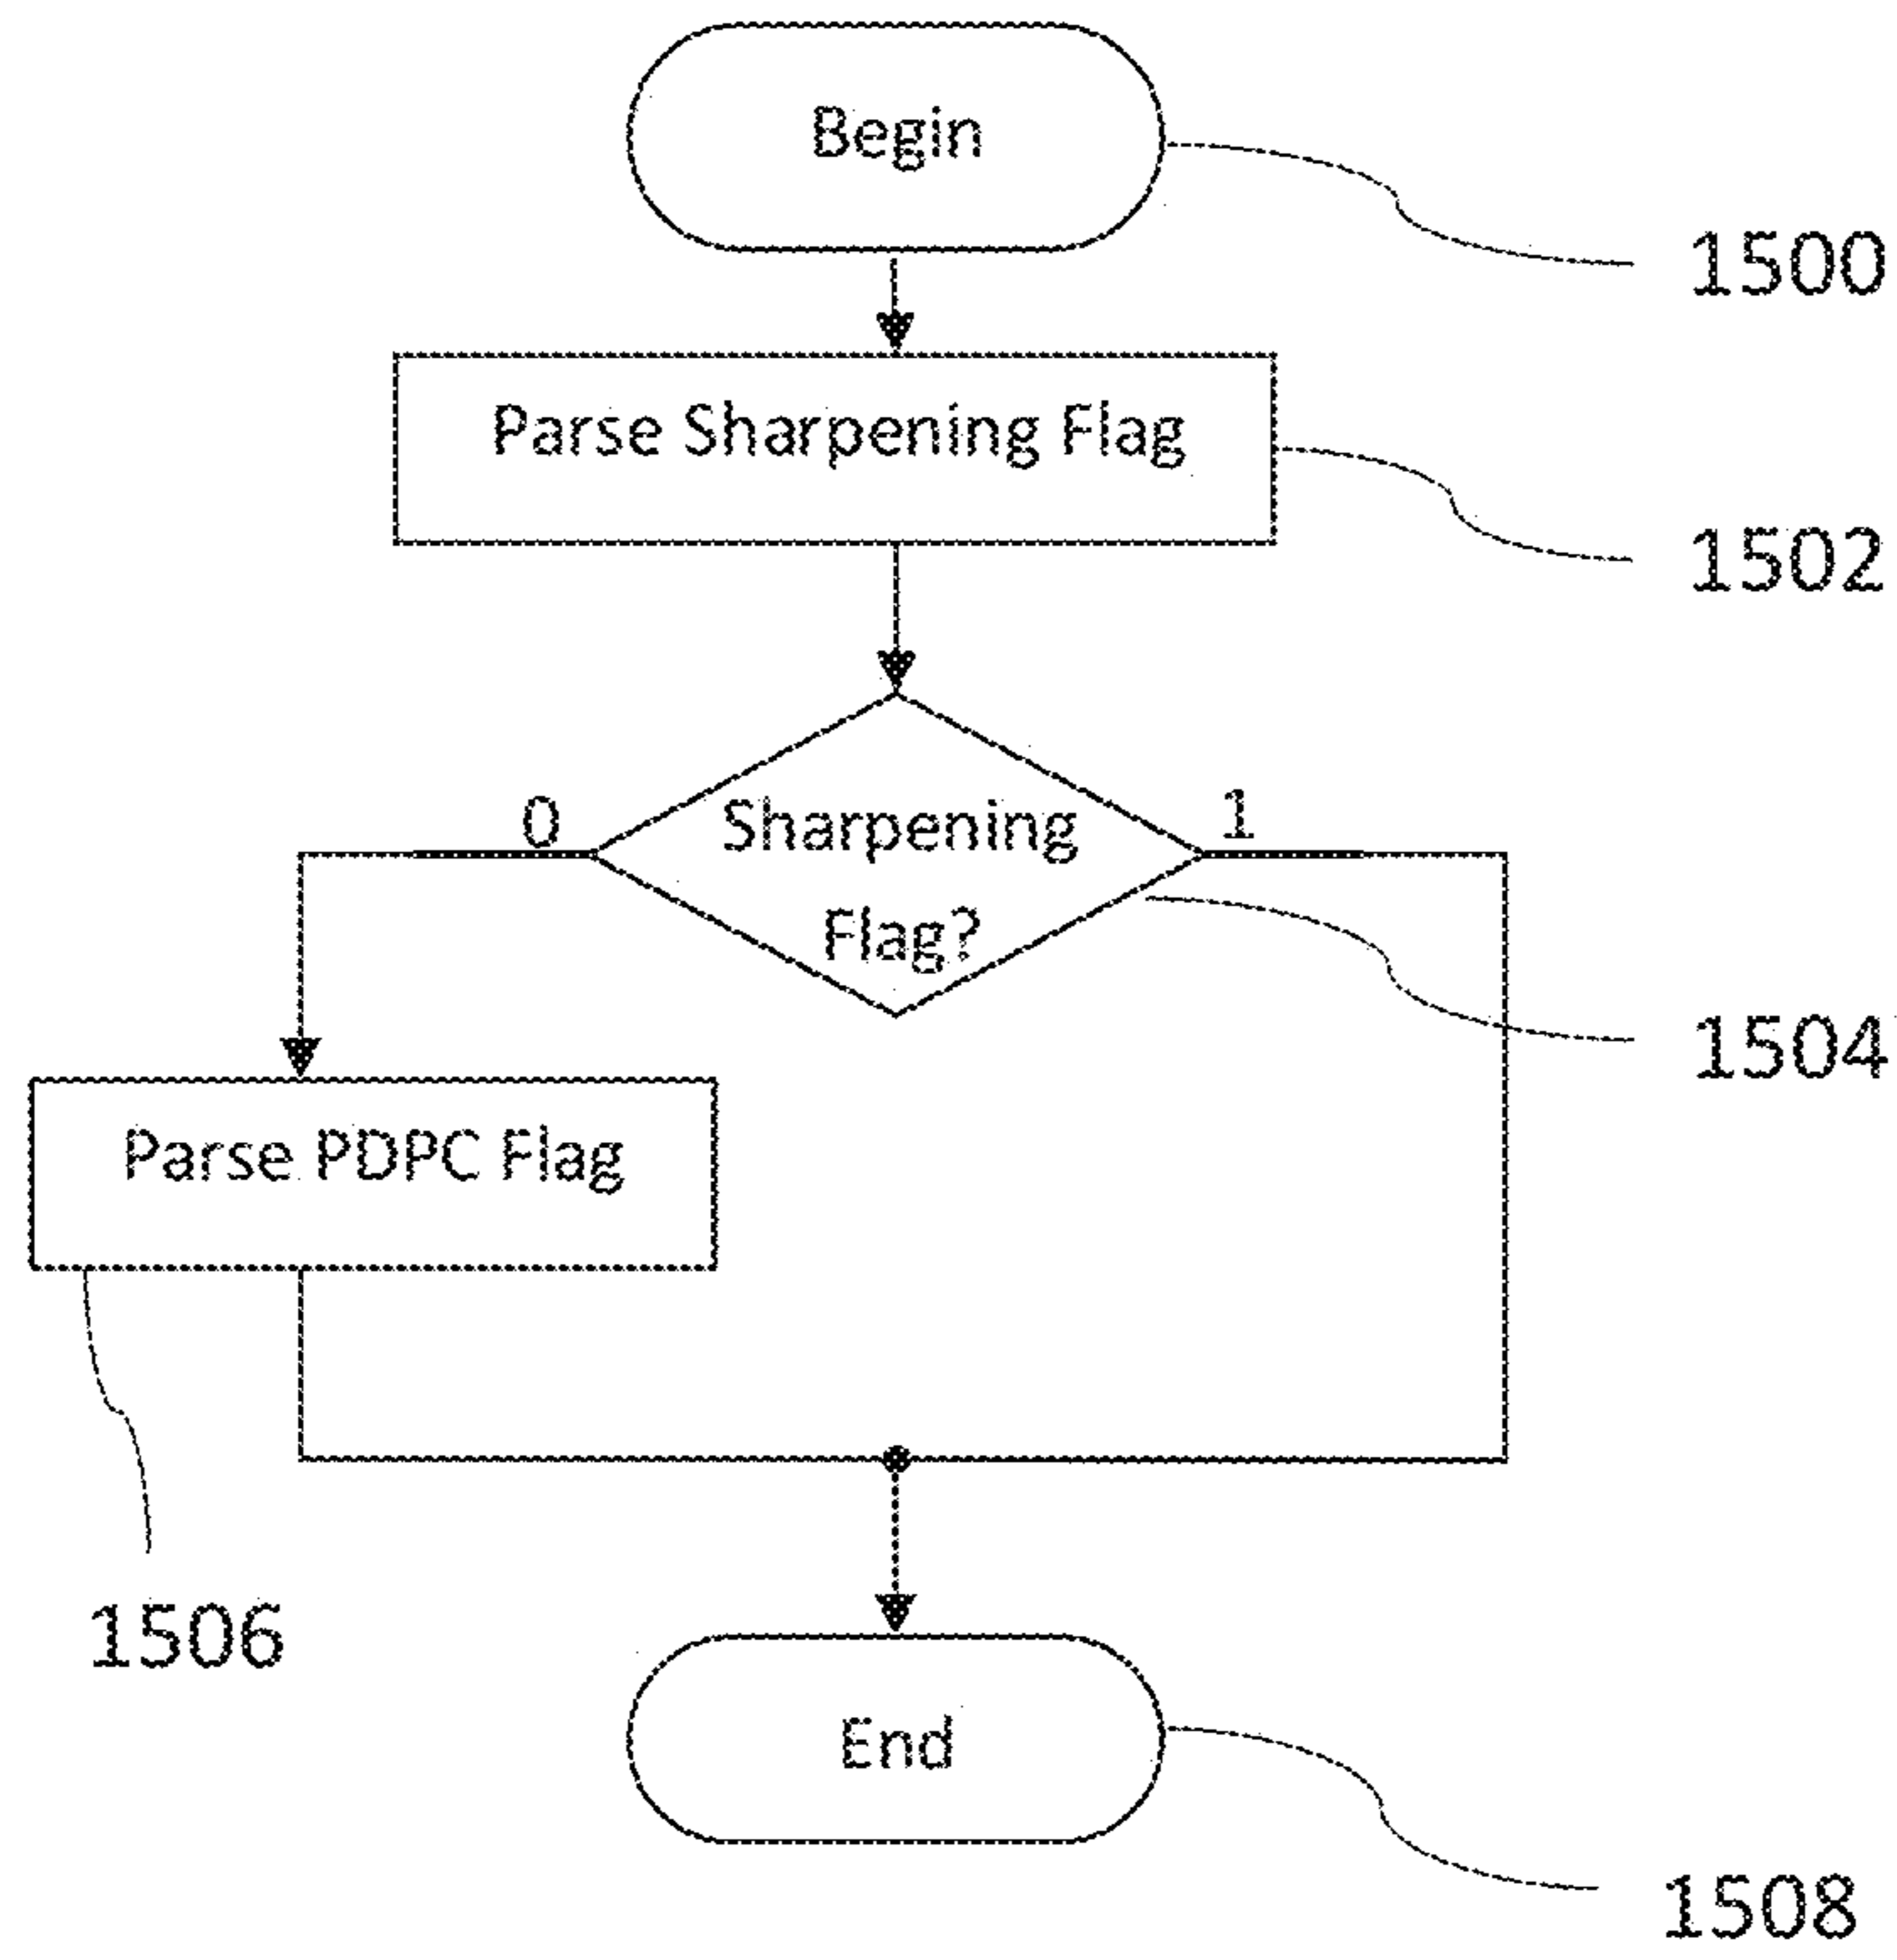 Begin
1500
Parse Sharpening Flag
1502
0
1
Sharpening
Flag?
1504
Parse PDPC Flag
1506
End
1508